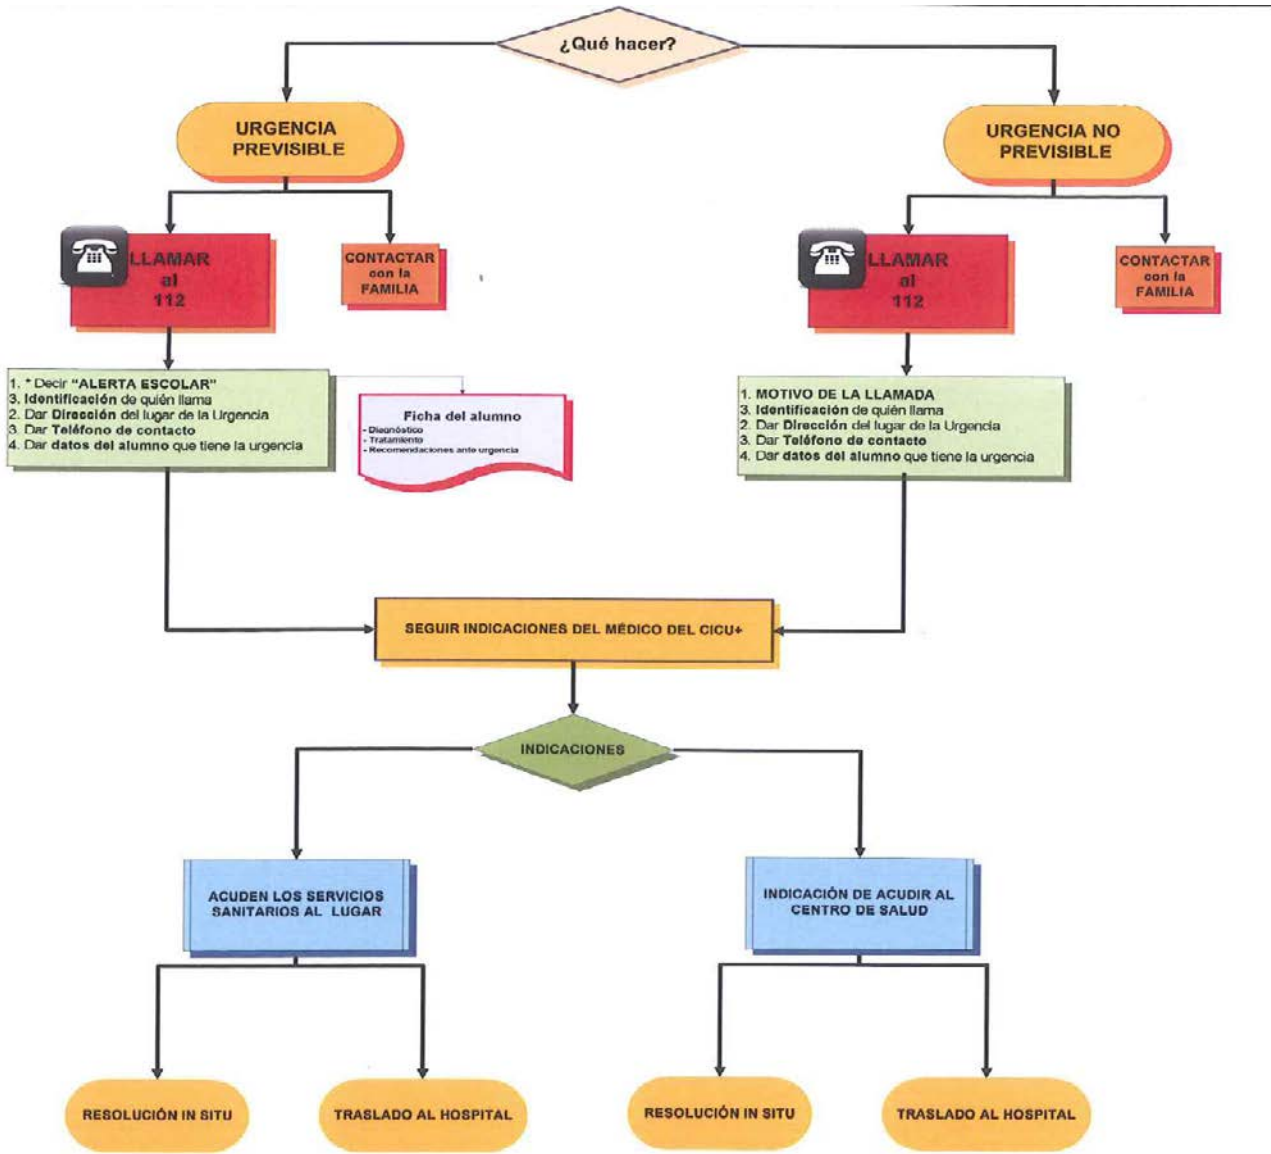 ¿Qué hacer?
URGENCIA
PREVISIBLE
URGENCIA NO
PREVISIBLE
LLAMAR
al
112
CONTACTAR
con la
FAMILIA
LLAMAR
al
112
CONTACTAR
con la
FAMILIA
1. * Decir “ALERTA ESCOLAR”
3. Identificación de quién llama
2. Dar Dirección del lugar de la Urgencia
3. Dar Teléfono de contacto
4. Dar datos del alumno que tiene la urgencia
Ficha del alumno
- Diagnóstico
- Tratamiento
- Recomendaciones ante urgencia
1. MOTIVO DE LA LLAMADA
3. Identificación de quién llama
2. Dar Dirección del lugar de la Urgencia
3. Dar Teléfono de contacto
4. Dar datos del alumno que tiene la urgencia
SEGUIR INDICACIONES DEL MÉDICO DEL CICU+
INDICACIONES
ACUDEN LOS SERVICIOS
SANITARIOS AL LUGAR
INDICACIÓN DE ACUDIR AL
CENTRO DE SALUD
RESOLUCIÓN IN SITU
TRASLADO AL HOSPITAL
RESOLUCIÓN IN SITU
TRASLADO AL HOSPITAL